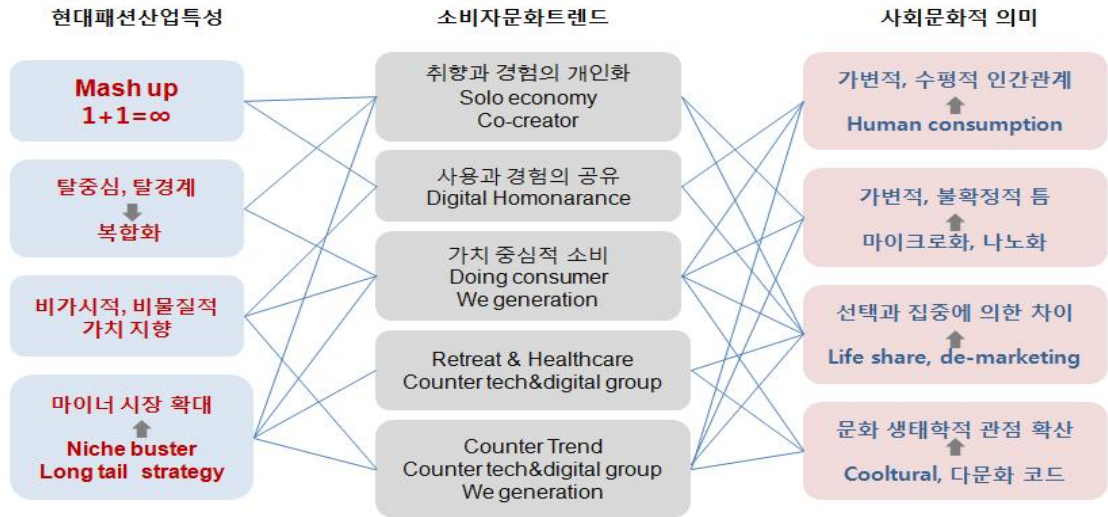 현대패션산업특성
소비자문화트렌드
사회문화적 의미
Mash up
1+1=∞
탈중심, 탈경계
복합화
비가시적, 비물질적
가치 지향
마이너 시장 확대
Niche buster
Long tail strategy
취향과 경험의 개인화
Solo economy
Co-creator
사용과 경험의 공유
Digital Homonarance
가치 중심적 소비
Doing consumer
We generation
Retreat & Healthcare
Counter tech&digital group
Counter Trend
Counter tech&digital group
We generation
가변적, 수평적 인간관계
Human consumption
가변적, 불확정적 틈
마이크로화, 나노화
선택과 집중에 의한 차이
Life share, de-marketing
문화 생태학적 관점 확산
Cooltural, 다문화 코드